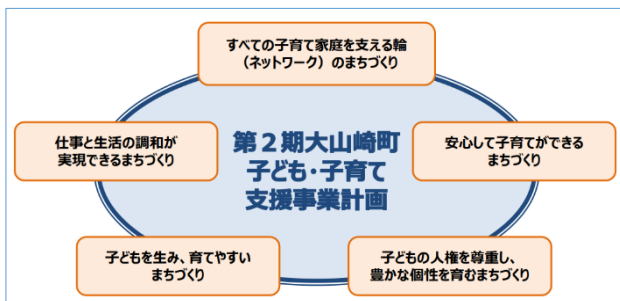 すべての子育て家庭を支える輪
（ネットワーク）のまちづくり
仕事と生活の調和が
実現できるまちづくり
第２期大山崎町
子ども・子育て
支援事業計画
安心して子育てができる
まちづくり
子どもを生み、育てやすい
まちづくり
子どもの人権を尊重し、
豊かな個性を育むまちづくり